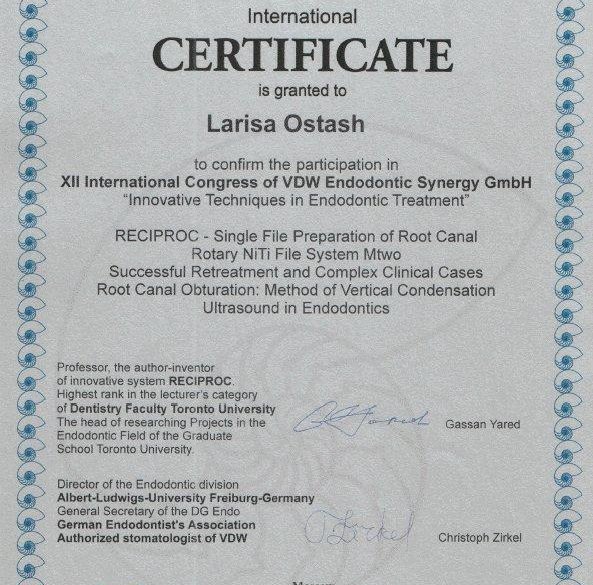 International
CERTIFICATE
is granted to
Larisa Ostash
to confirm the participation in
XII International Congress of VDW Endodontic Synergy GmbH
“Innovative Techniques in Endodontic Treatment”
RECIPROC - Single File Preparation of Root Canal
Rotary NiTi File System Mtwo
Successful Retreatment and Complex Clinical Cases
Root Canal Obturation: Method of Vertical Condensation
Ultrasound in Endodontics
Professor, the author-inventor
of innovative system RECIPROC.
Highest rank in the lecturer's category
of Dentistry Faculty Toronto University
The head of researching Projects in the
Endodontic Field of the Graduate
School Toronto University.
Gassan Yared
Director of the Endodontic division
Albert-Ludwigs-University Freiburg-Germany
General Secretary of the DG Endo
German Endodontist's Association
Authorized stomatologist of VDW
Christoph Zirkel